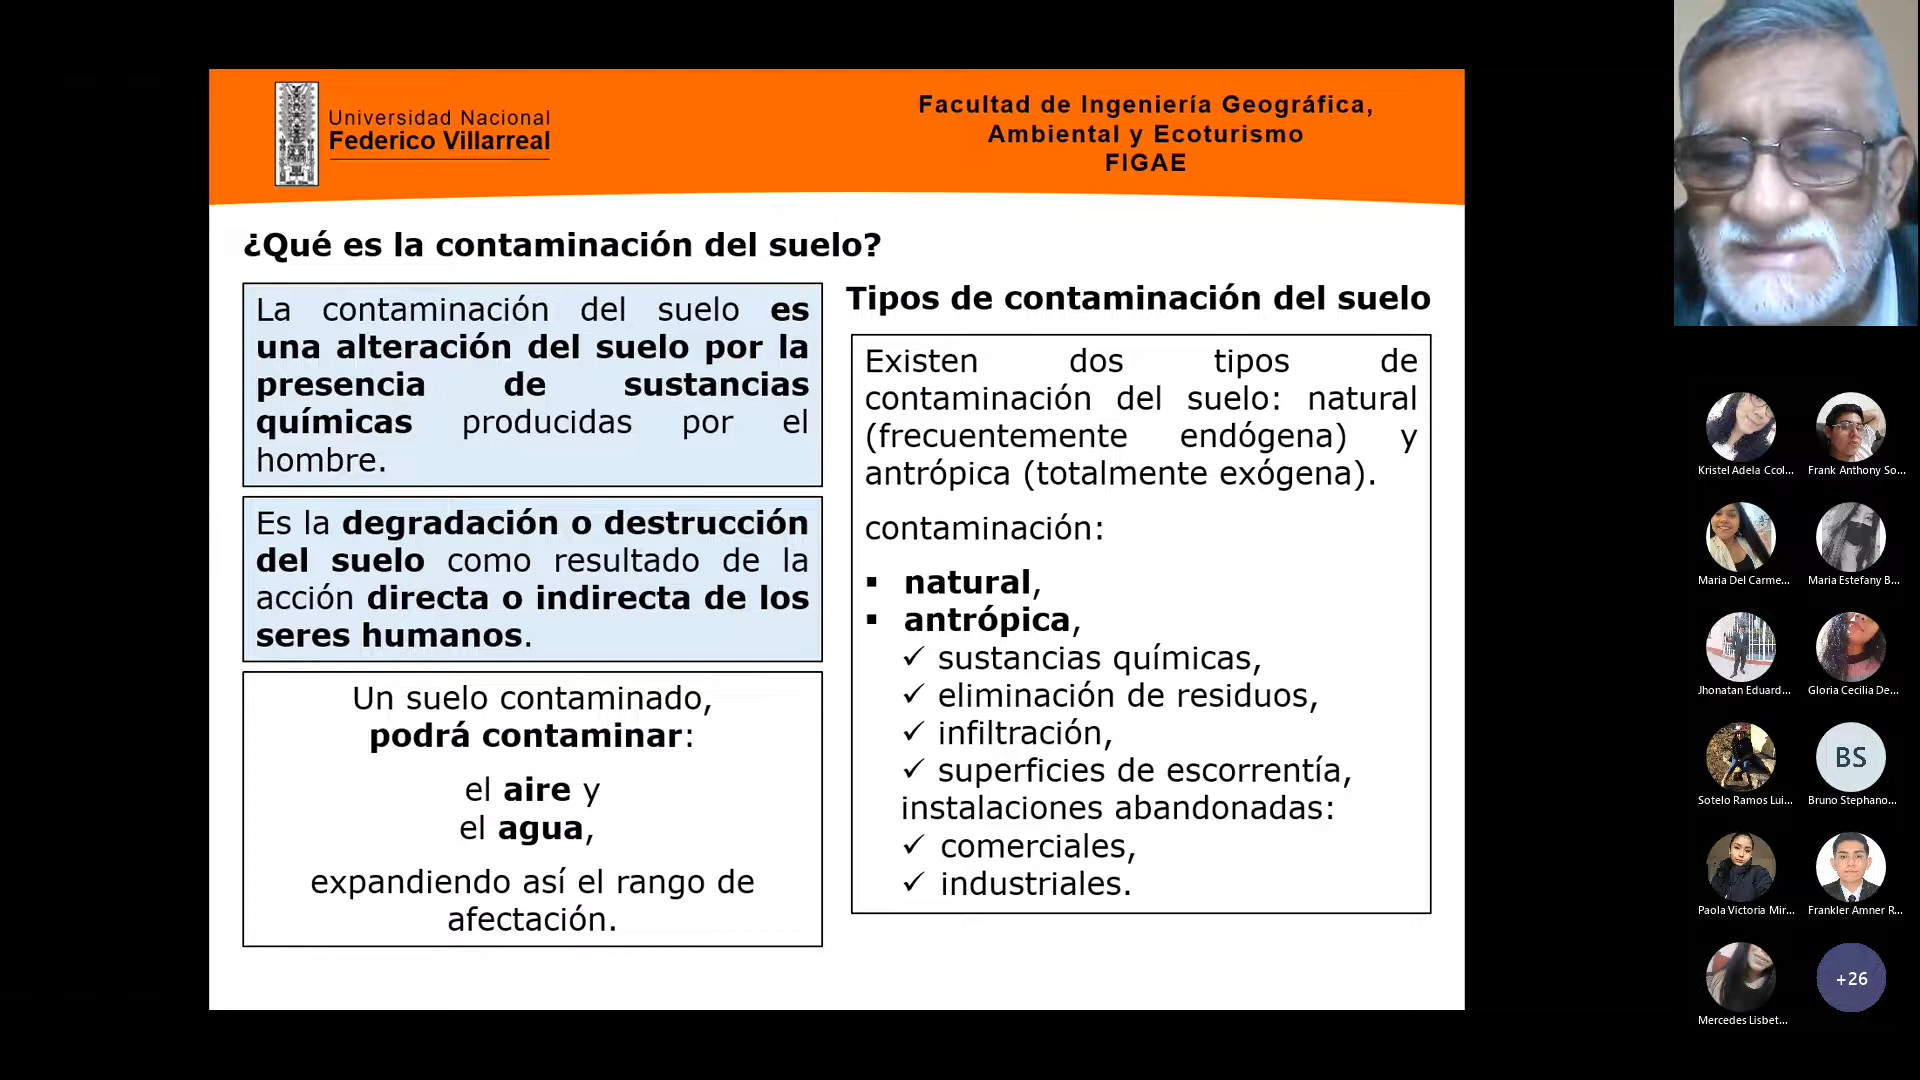 Universidad Nacional
Federico Villarreal
Facultad de Ingeniería Geográfica,
Ambiental y Ecoturismo
FIGAE
¿Qué es la contaminación del suelo?
La contaminación del suelo es
una alteración del suelo por la
presencia de sustancias
químicas producidas por el
hombre.
Es la degradación o destrucción
del suelo como resultado de la
acción directa o indirecta de los
seres humanos.
Un suelo contaminado,
podrá contaminar:
el aire y
el agua,
expandiendo así el rango de
afectación.
Tipos de contaminación del suelo
Existen dos tipos de
contaminación del suelo: natural
(frecuentemente endógena) y
antrópica (totalmente exógena).
contaminación:
▪ natural,
▪ antrópica,
✓ sustancias químicas,
✓ eliminación de residuos,
✓ infiltración,
✓ superficies de escorrentía,
instalaciones abandonadas:
✓ comerciales,
✓ industriales.
Kristel Adela Ccol...
Frank Anthony So...
Maria Del Carme...
Maria Estefany B...
Jhonatan Eduard...
Gloria Cecilia De...
Sotelo Ramos Lui...
BS
Bruno Stephano...
Paola Victoria Mir...
Frankler Amner R...
Mercedes Lisbet...
+26